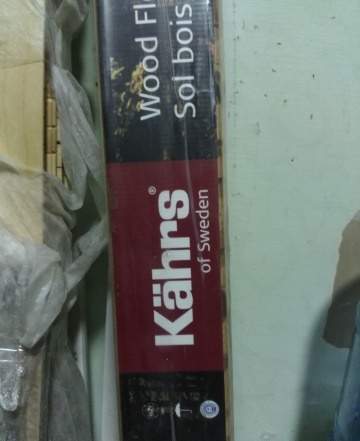 Wood Fl
Sol bois
Kährs®
of Sweden